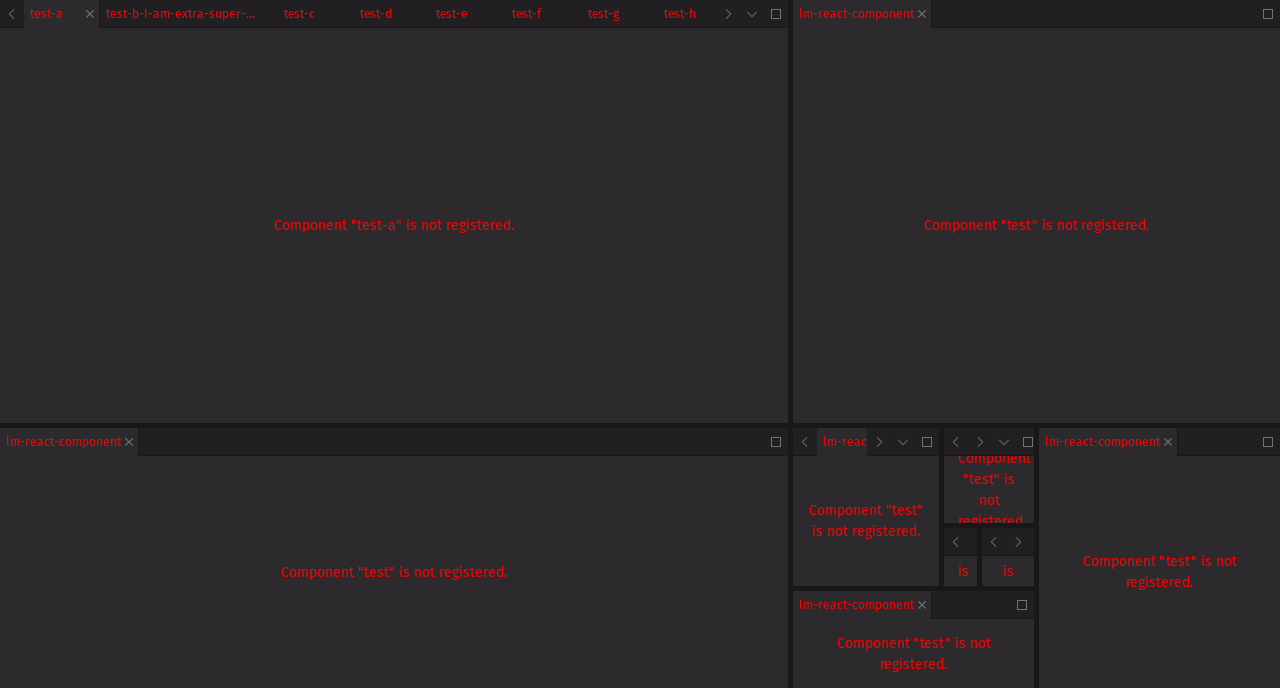 test-a
test-b-I-am-extra-super-...
test-c
test-d
test-e
test-f
test-g
test-h
Component "test-a" is not registered.
lm-react-component
Component "test" is not registered.
lm-react-component
Component "test" is not registered.
lm-reac
Component "test"
is not registered.
Component
"test" is
not
registered
is
is
lm-react-component
Component "test" is not
registered.
lm-react-component
Component "test" is not
registered.